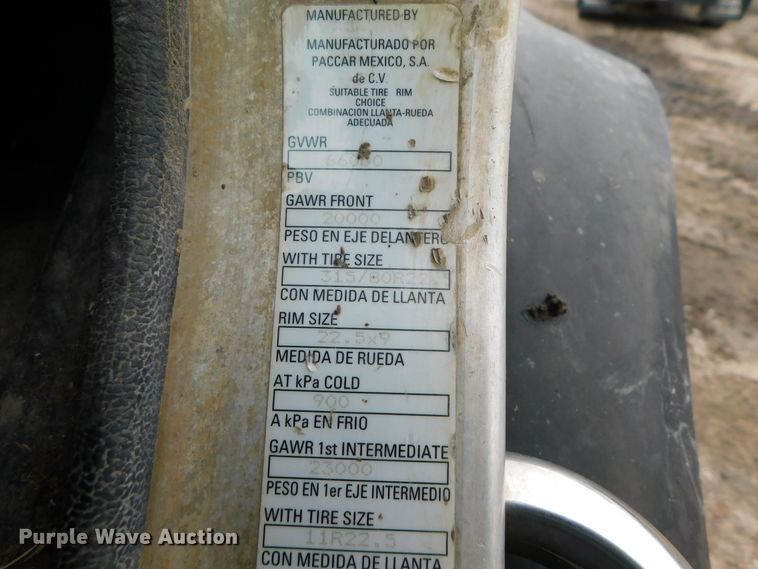 MANUFACTURED BY
MANUFACTURADO POR
PACCAR MEXICO, S.A.
de C.V.
SUITABLE TIRE RIM
CHOICE
COMBINACION LLANTA-RUEDA
ADECUADA
GVWR
66000
PBV
GAWR FRONT
20000
PESO EN EJE DELANTERO
WITH TIRE SIZE
315/80R22.
CON MEDIDA DE LLANTA
RIM SIZE
22.5x9
MEDIDA DE RUEDA
AT kPa COLD
900
A kPa EN FRIO
GAWR 1st INTERMEDIATE
23000
PESO EN 1er EJE INTERMEDIO
WITH TIRE SIZE
11R22.5
CON MEDIDA DE LLANTA
Purple Wave Auction